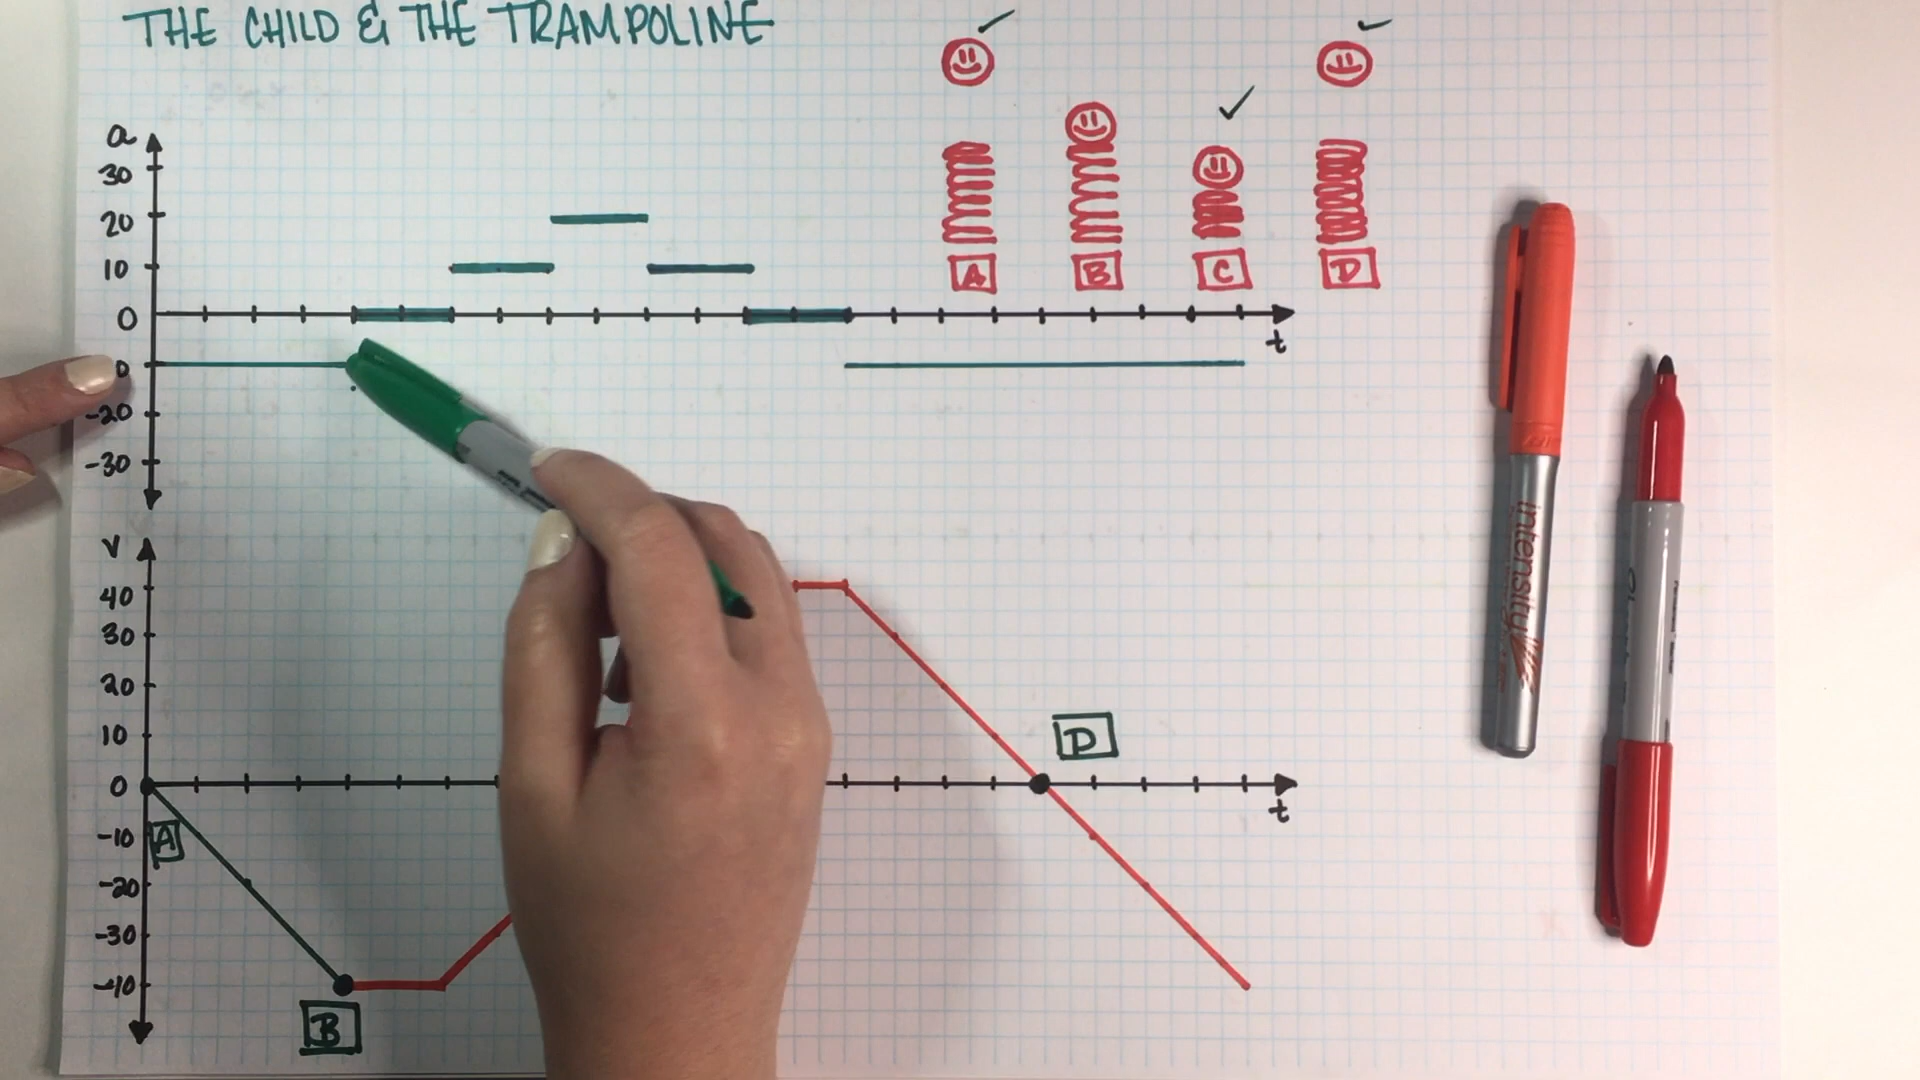 THE CHILD & THE TRAMPOLINE
a
30
20
10
0
0
-20
-30
t
A
B
C
D
v
40
30
20
10
0
-10
-20
-30
-40
t
A
B
D
intensity